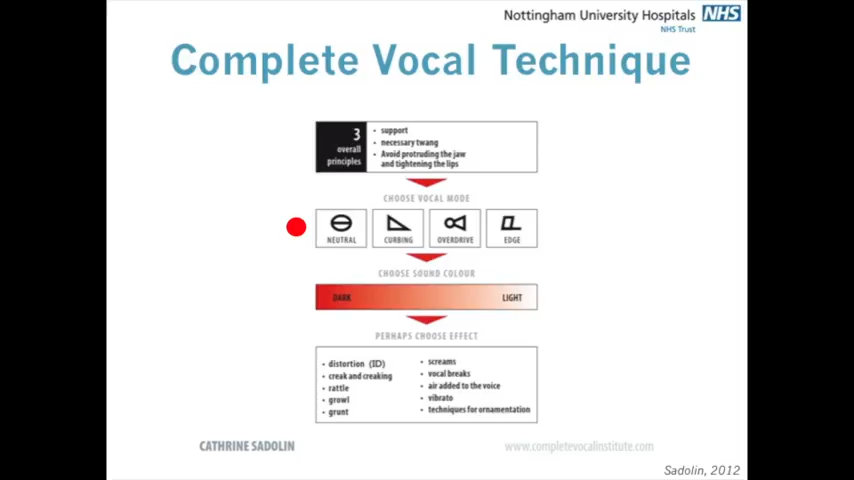 Nottingham University Hospitals NHS
NHS Trust
Complete Vocal Technique
3
overall
principles
• support
• necessary twang
• Avoid protruding the jaw
and tightening the lips
CHOOSE VOCAL MODE
NEUTRAL
CURBING
OVERDRIVE
EDGE
CHOOSE SOUND COLOUR
DARK
LIGHT
PERHAPS CHOOSE EFFECT
• distortion (ID)
• creak and creaking
• rattle
• growl
• grunt
• screams
• vocal breaks
• air added to the voice
• vibrato
• techniques for ornamentation
CATHRINE SADOLIN
www.completevocalinstitute.com
Sadolin, 2012